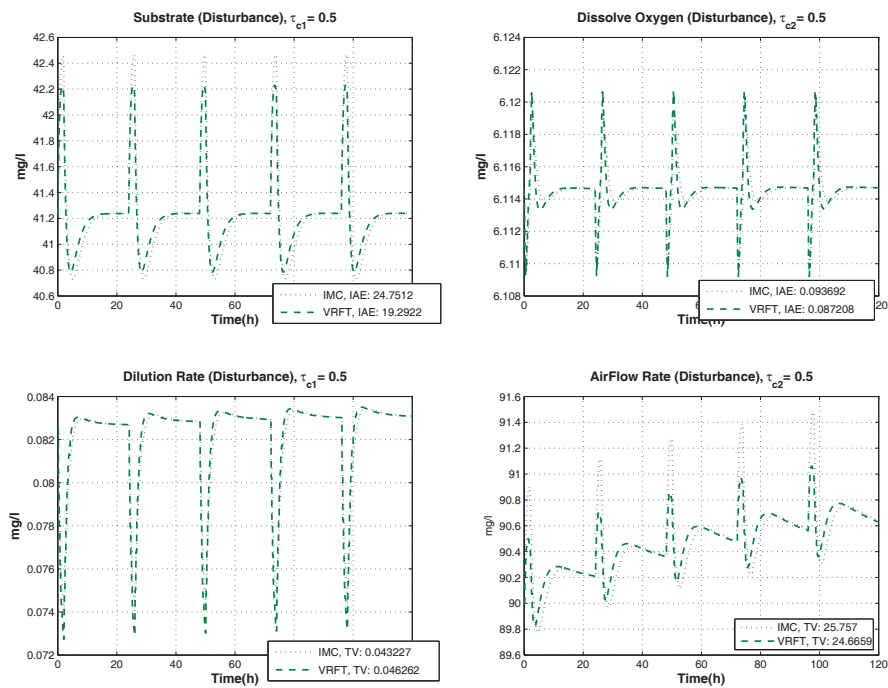 Substrate (Disturbance), τc1= 0.5
42.6
42.4
42.2
42
41.8
41.6
41.4
41.2
41
40.8
40.6
mg/l
0
20
40
60
Time(h)
IMC, IAE: 24.7512
VRFT, IAE: 19.2922
Dissolve Oxygen (Disturbance), τc2= 0.5
6.124
6.122
6.12
6.118
6.116
6.114
6.112
6.11
6.108
mg/l
0
20
40
60
120
Time(h)
IMC, IAE: 0.093692
VRFT, IAE: 0.087208
Dilution Rate (Disturbance), τc1= 0.5
0.084
0.082
0.08
0.078
0.076
0.074
0.072
mg/l
0
20
40
60
Time(h)
IMC, TV: 0.043227
VRFT, TV: 0.046262
AirFlow Rate (Disturbance), τc2= 0.5
91.6
91.4
91.2
91
90.8
90.6
90.4
90.2
90
89.8
89.6
mg/l
0
20
40
60
80
100
120
Time(h)
IMC, TV: 25.757
VRFT, TV: 24.6659